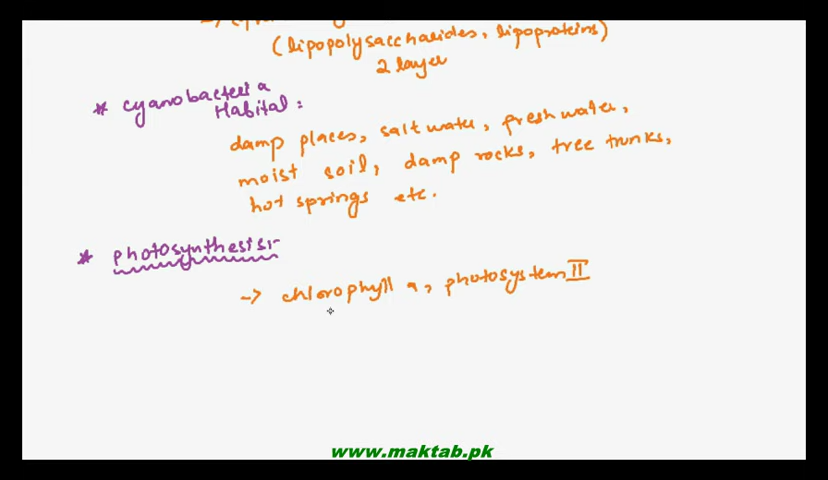 (lipopolysaccharides, lipoproteins)
2 layer
* cyanobacteria
Habital:
damp places, salt water, fresh water,
moist soil, damp rocks, tree trunks,
hot springs etc.
* photosynthesis:-
-> chlorophyll a, photosystem II
www.maktab.pk